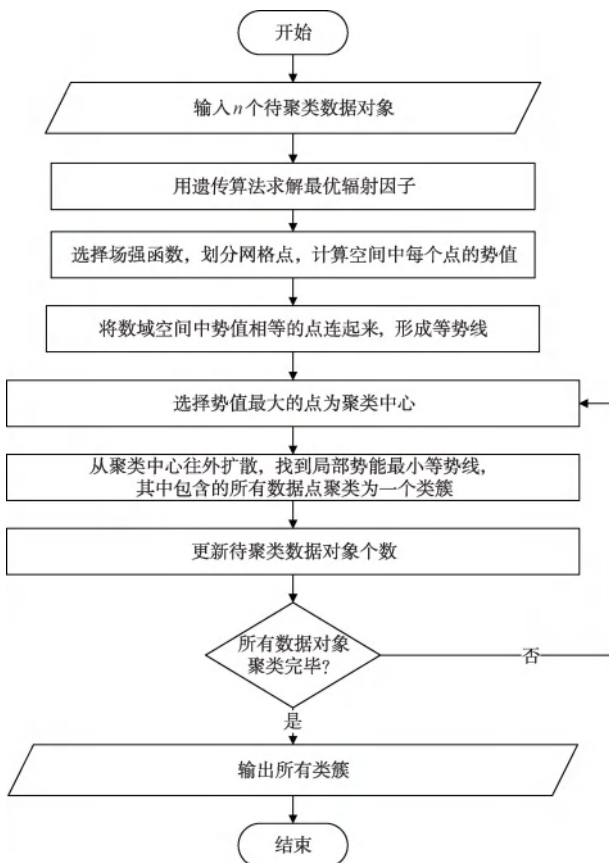 开始
输入n个待聚类数据对象
用遗传算法求解最优辐射因子
选择场强函数，划分网格点，计算空间中每个点的势值
将数域空间中势值相等的点连起来，形成等势线
选择势值最大的点为聚类中心
从聚类中心往外扩散，找到局部势能最小等势线，
其中包含的所有数据点聚类为一个类簇
更新待聚类数据对象个数
所有数据对象
聚类完毕?
否
是
输出所有类簇
结束